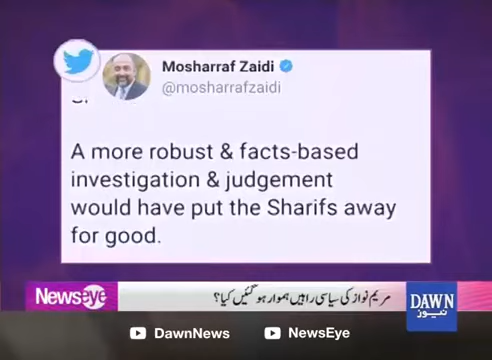 Mosharraf Zaidi
@mosharrafzaidi
A more robust & facts-based
investigation & judgement
would have put the Sharifs away
for good.
Newseye
مریم نواز کی سیاسی راہیں ہموار ہو گئیں کیا؟
DAWN
نیوز
DawnNews
NewsEye